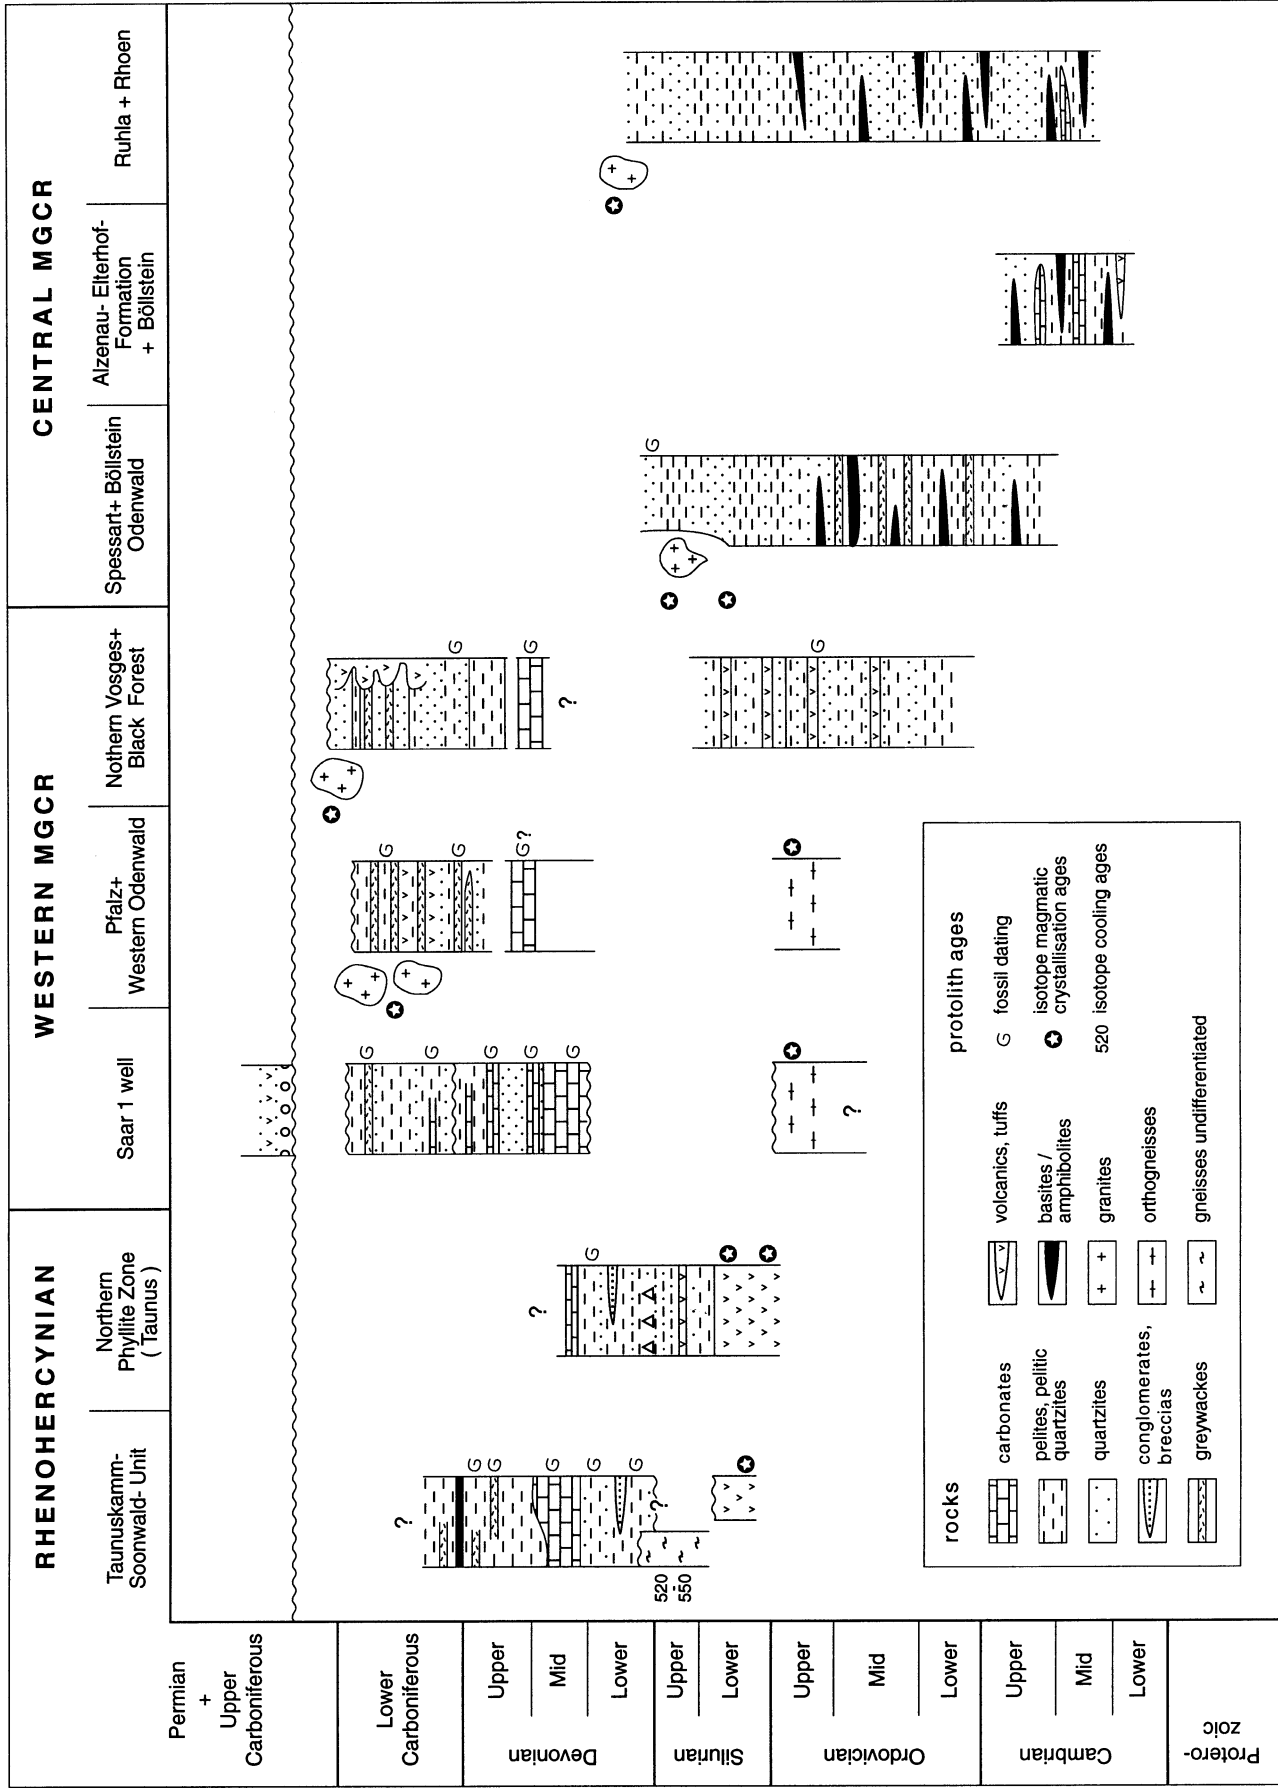 RHENOHERCYNIAN
WESTERN MGCR
CENTRAL MGCR
Taunuskamm-
Soonwald- Unit
Northern
Phyllite Zone
( Taunus )
Saar 1 well
Pfalz+
Western Odenwald
Nothern Vosges+
Black Forest
Spessart+ Böllstein
Odenwald
Alzenau- Elterhof-
Formation
+ Böllstein
Ruhla + Rhoen
Permian
+
Upper
Carboniferous
Lower
Carboniferous
Devonian
Upper
Mid
Lower
Silurian
Upper
Lower
Ordovician
Upper
Mid
Lower
Cambrian
Upper
Mid
Lower
Protero-
zoic
?
G
G
G
G
G
?
520
-
550
?
G
G
G
G
G
G
?
G
G
G?
G
G
?
G
G
rocks
carbonates
pelites, pelitic
quartzites
quartzites
conglomerates,
breccias
greywackes
volcanics, tuffs
basites /
amphibolites
granites
orthogneisses
gneisses undifferentiated
protolith ages
G fossil dating
isotope magmatic
crystallisation ages
520 isotope cooling ages